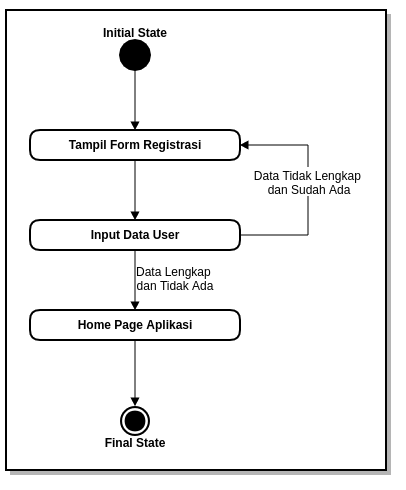 Initial State
Tampil Form Registrasi
Data Tidak Lengkap
dan Sudah Ada
Input Data User
Data Lengkap
dan Tidak Ada
Home Page Aplikasi
Final State